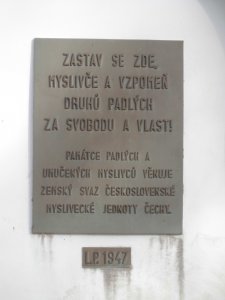 ZASTAV SE ZDE,
MYSLIVČE A VZPOMEŇ
DRUHŮ PADLÝCH
ZA SVOBODU A VLAST!
PAMÁTCE PADLÝCH A
UMUČENÝCH MYSLIVCŮ VĚNUJE
ZEMSKÝ SVAZ ČESKOSLOVENSKÉ
MYSLIVECKÉ JEDNOTY ČECHY.
L.P. 1947